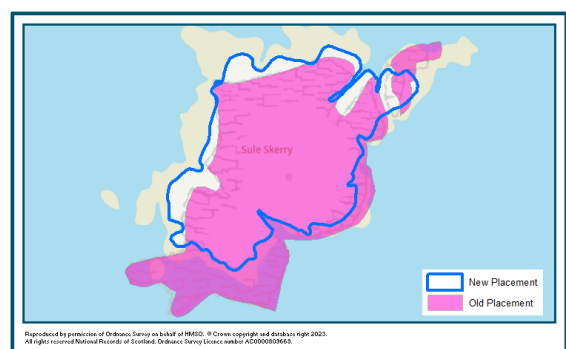 Sule Skerry
New Placement
Old Placement
Reproduced by permission of Ordnance Survey on behalf of HMSO. © Crown copyright and database right 2023.
All rights reserved National Records of Scotland. Ordnance Survey Licence number AC0000809663.